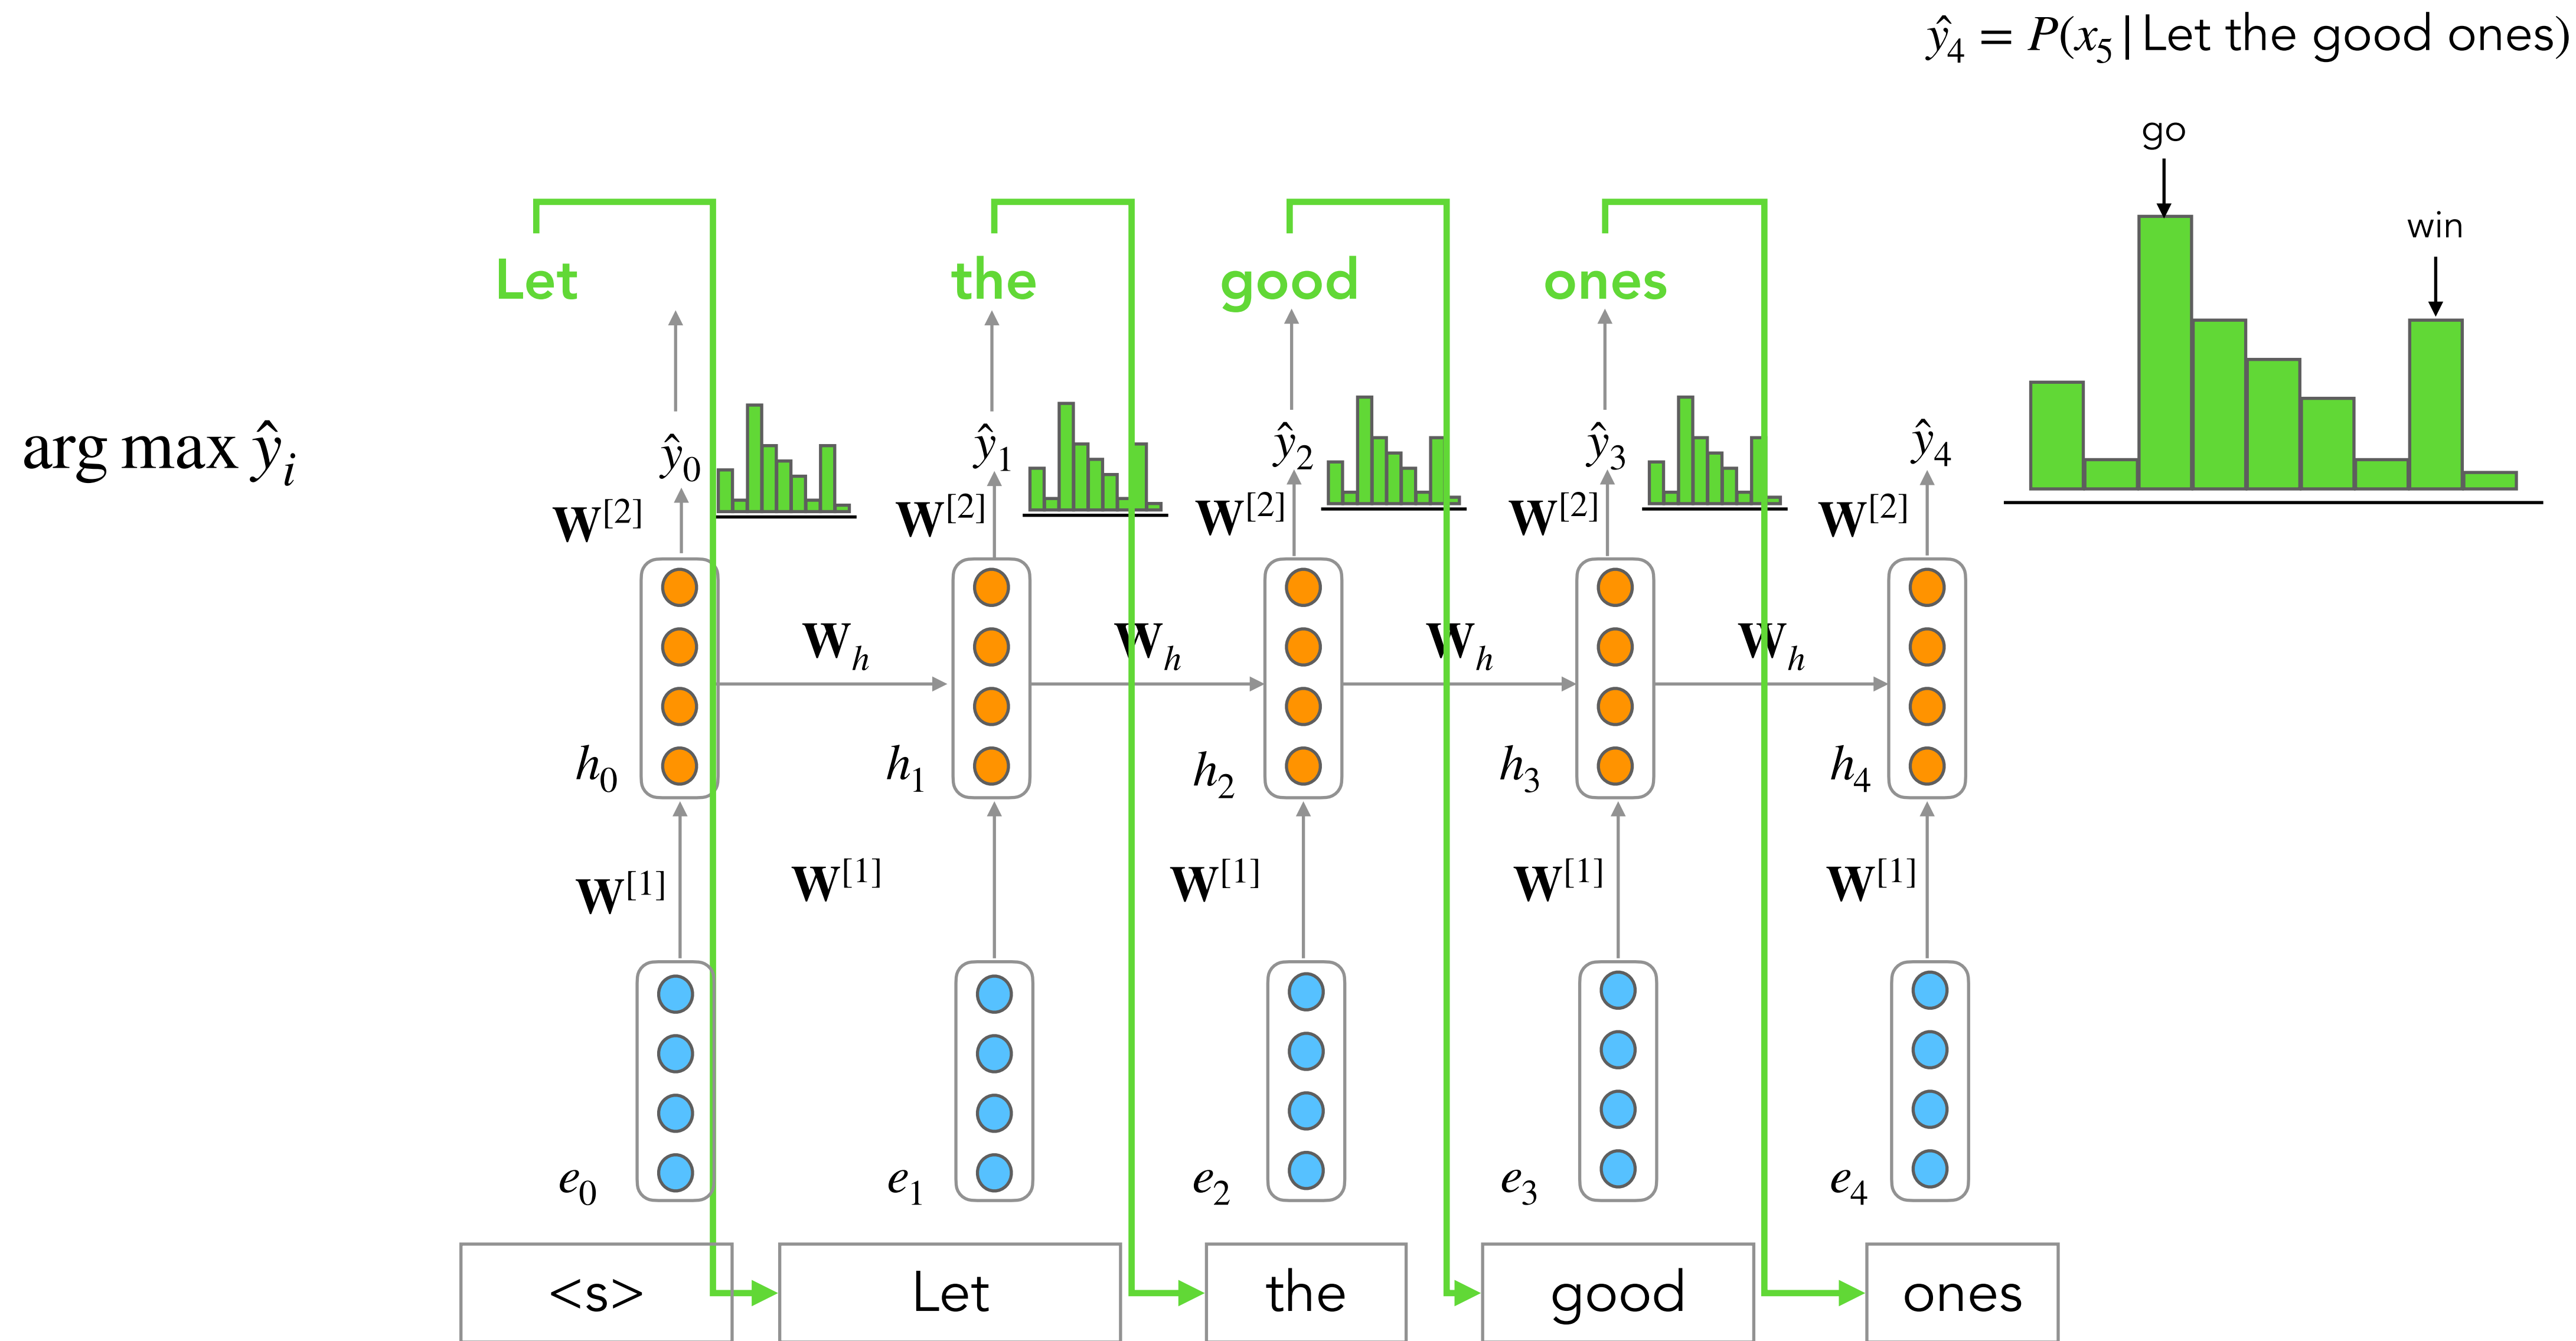 ŷ₄ = P(x₅ | Let the good ones)
go
win
Let the good ones
arg max ŷᵢ
ŷ₀ ŷ₁ ŷ₂ ŷ₃ ŷ₄
W[2] W[2] W[2] W[2] W[2]
Wₕ Wₕ Wₕ Wₕ
h₀ h₁ h₂ h₃ h₄
W[1] W[1] W[1] W[1] W[1]
e₀ e₁ e₂ e₃ e₄
<s> Let the good ones